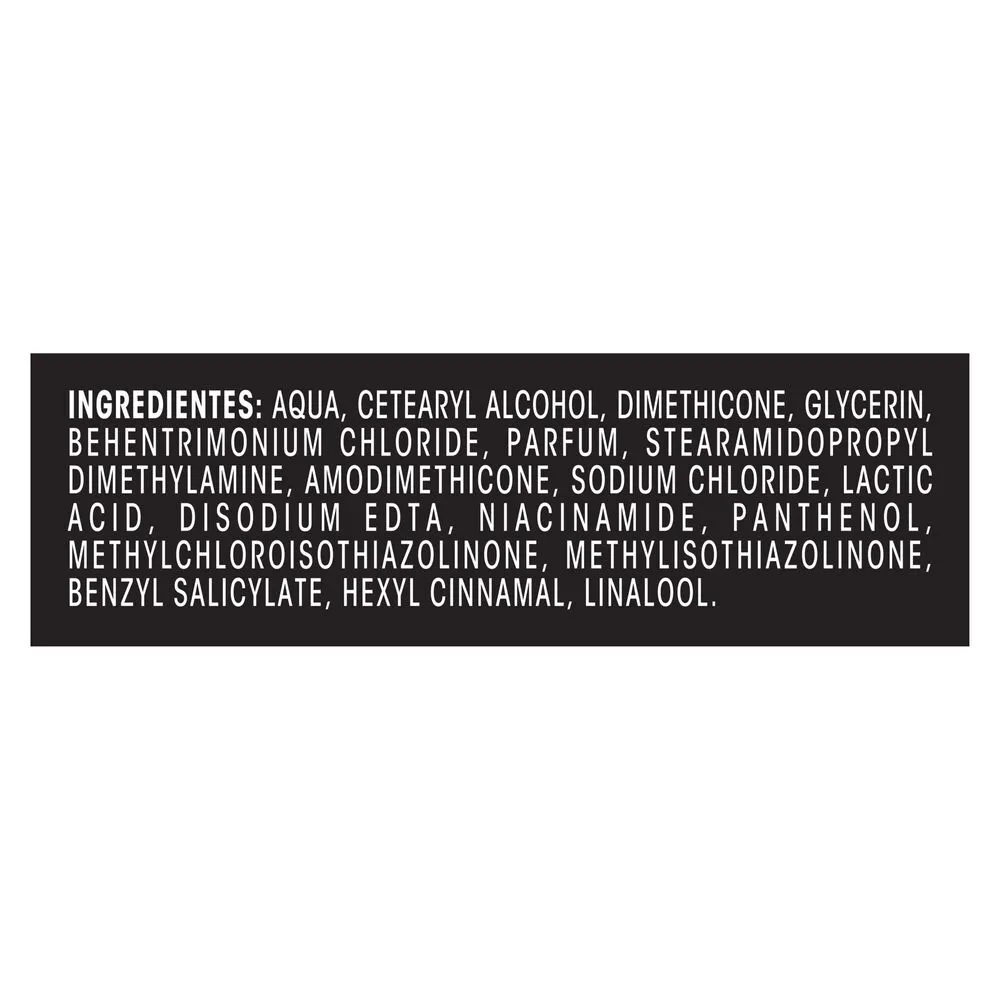 INGREDIENTES: AQUA, CETEARYL ALCOHOL, DIMETHICONE, GLYCERIN,
BEHENTRIMONIUM CHLORIDE, PARFUM, STEARAMIDOPROPYL
DIMETHYLAMINE, AMODIMETHICONE, SODIUM CHLORIDE, LACTIC
ACID, DISODIUM EDTA, NIACINAMIDE, PANTHENOL,
METHYLCHLOROISOTHIAZOLINONE, METHYLISOTHIAZOLINONE,
BENZYL SALICYLATE, HEXYL CINNAMAL, LINALOOL.